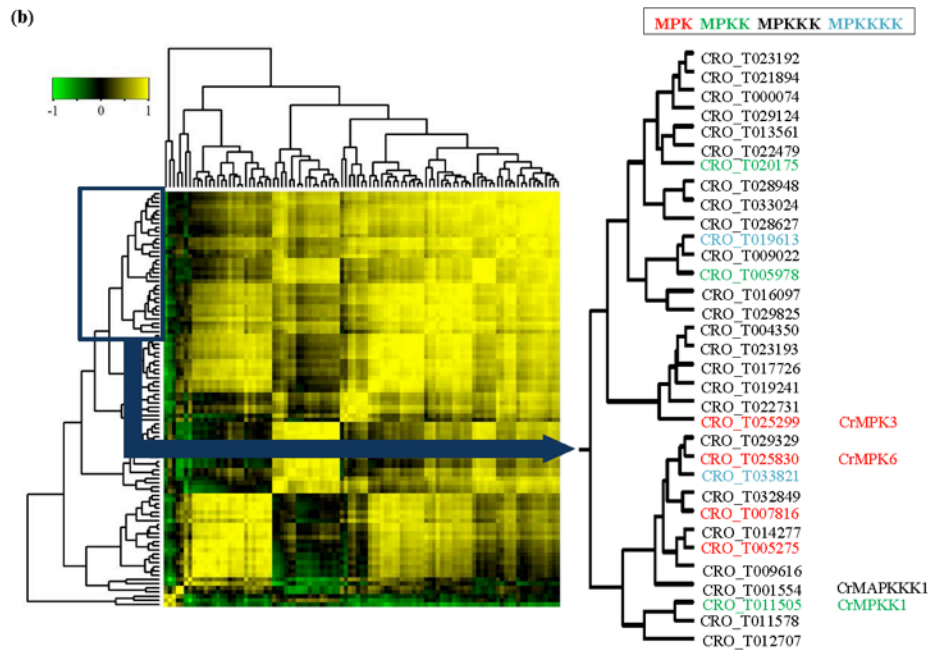 (b)
MPK MPKK MPKKK MPKKKK
-1 0 1
CRO_T023192
CRO_T021894
CRO_T000074
CRO_T029124
CRO_T013561
CRO_T022479
CRO_T020175
CRO_T028948
CRO_T033024
CRO_T028627
CRO_T019613
CRO_T009022
CRO_T005978
CRO_T016097
CRO_T029825
CRO_T004350
CRO_T023193
CRO_T017726
CRO_T019241
CRO_T022731
CRO_T025299 CrMPK3
CRO_T029329
CRO_T025830 CrMPK6
CRO_T033821
CRO_T032849
CRO_T007816
CRO_T014277
CRO_T005275
CRO_T009616
CRO_T001554 CrMAPKKK1
CRO_T011505 CrMPKK1
CRO_T011578
CRO_T012707